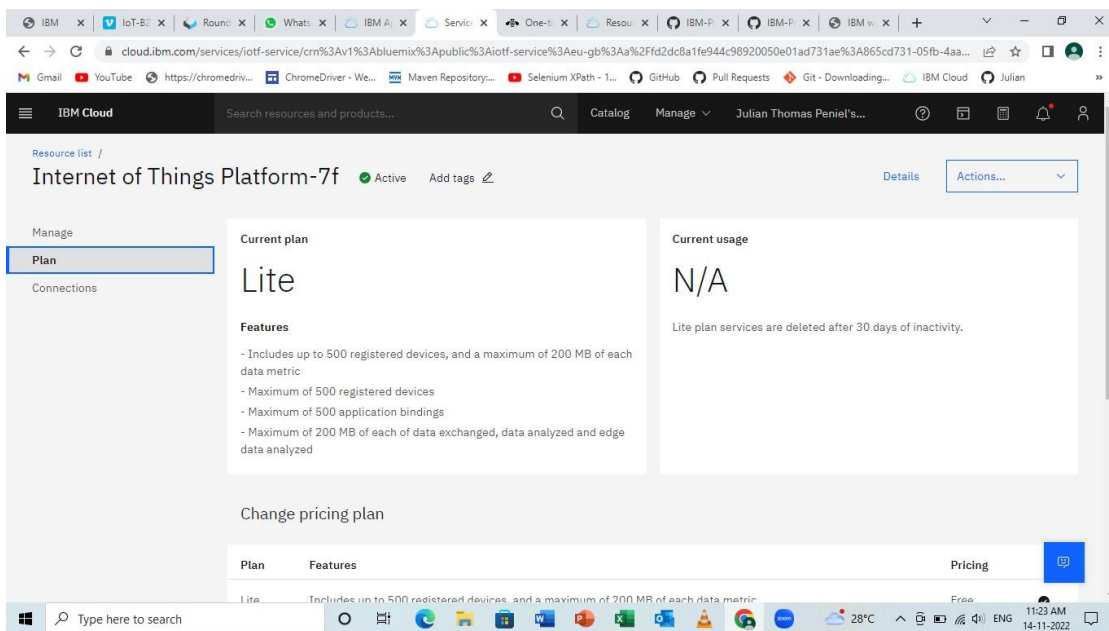 IBM
IoT-B2
Round
Whats
IBM A
Service
One-ti
Resou
IBM-P
IBM-P
IBM w
cloud.ibm.com/services/iotf-service/crn%3Av1%3Abluemix%3Apublic%3Aiotf-service%3Aeu-gb%3Aa%2Ffd2dc8a1fe944c98920050e01ad731ae%3A865cd731-05fb-4aa...
Gmail
YouTube
https://chromedriv...
ChromeDriver - We...
Maven Repository:...
Selenium XPath - 1...
GitHub
Pull Requests
Git - Downloading...
IBM Cloud
Julian
IBM Cloud
Search resources and products...
Catalog
Manage
Julian Thomas Peniel's...
Resource list /
Internet of Things Platform-7f
Active
Add tags
Details
Actions...
Manage
Plan
Connections
Current plan
Lite
Features
- Includes up to 500 registered devices, and a maximum of 200 MB of each
data metric
- Maximum of 500 registered devices
- Maximum of 500 application bindings
- Maximum of 200 MB of each of data exchanged, data analyzed and edge
data analyzed
Current usage
N/A
Lite plan services are deleted after 30 days of inactivity.
Change pricing plan
Plan Features Pricing
Lite Includes up to 500 registered devices, and a maximum of 200 MB of each data metric Free
Type here to search
28°C
ENG
11:23 AM
14-11-2022